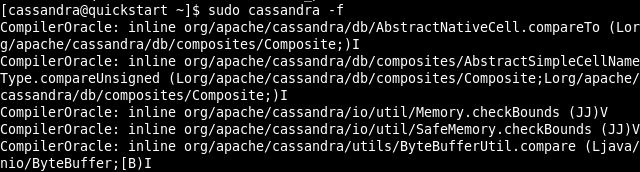 [cassandra@quickstart ~]$ sudo cassandra -f
CompilerOracle: inline org/apache/cassandra/db/AbstractNativeCell.compareTo (Lor
g/apache/cassandra/db/composites/Composite;)I
CompilerOracle: inline org/apache/cassandra/db/composites/AbstractSimpleCellName
Type.compareUnsigned (Lorg/apache/cassandra/db/composites/Composite;Lorg/apache/
cassandra/db/composites/Composite;)I
CompilerOracle: inline org/apache/cassandra/io/util/Memory.checkBounds (JJ)V
CompilerOracle: inline org/apache/cassandra/io/util/SafeMemory.checkBounds (JJ)V
CompilerOracle: inline org/apache/cassandra/utils/ByteBufferUtil.compare (Ljava/
nio/ByteBuffer;[B)I